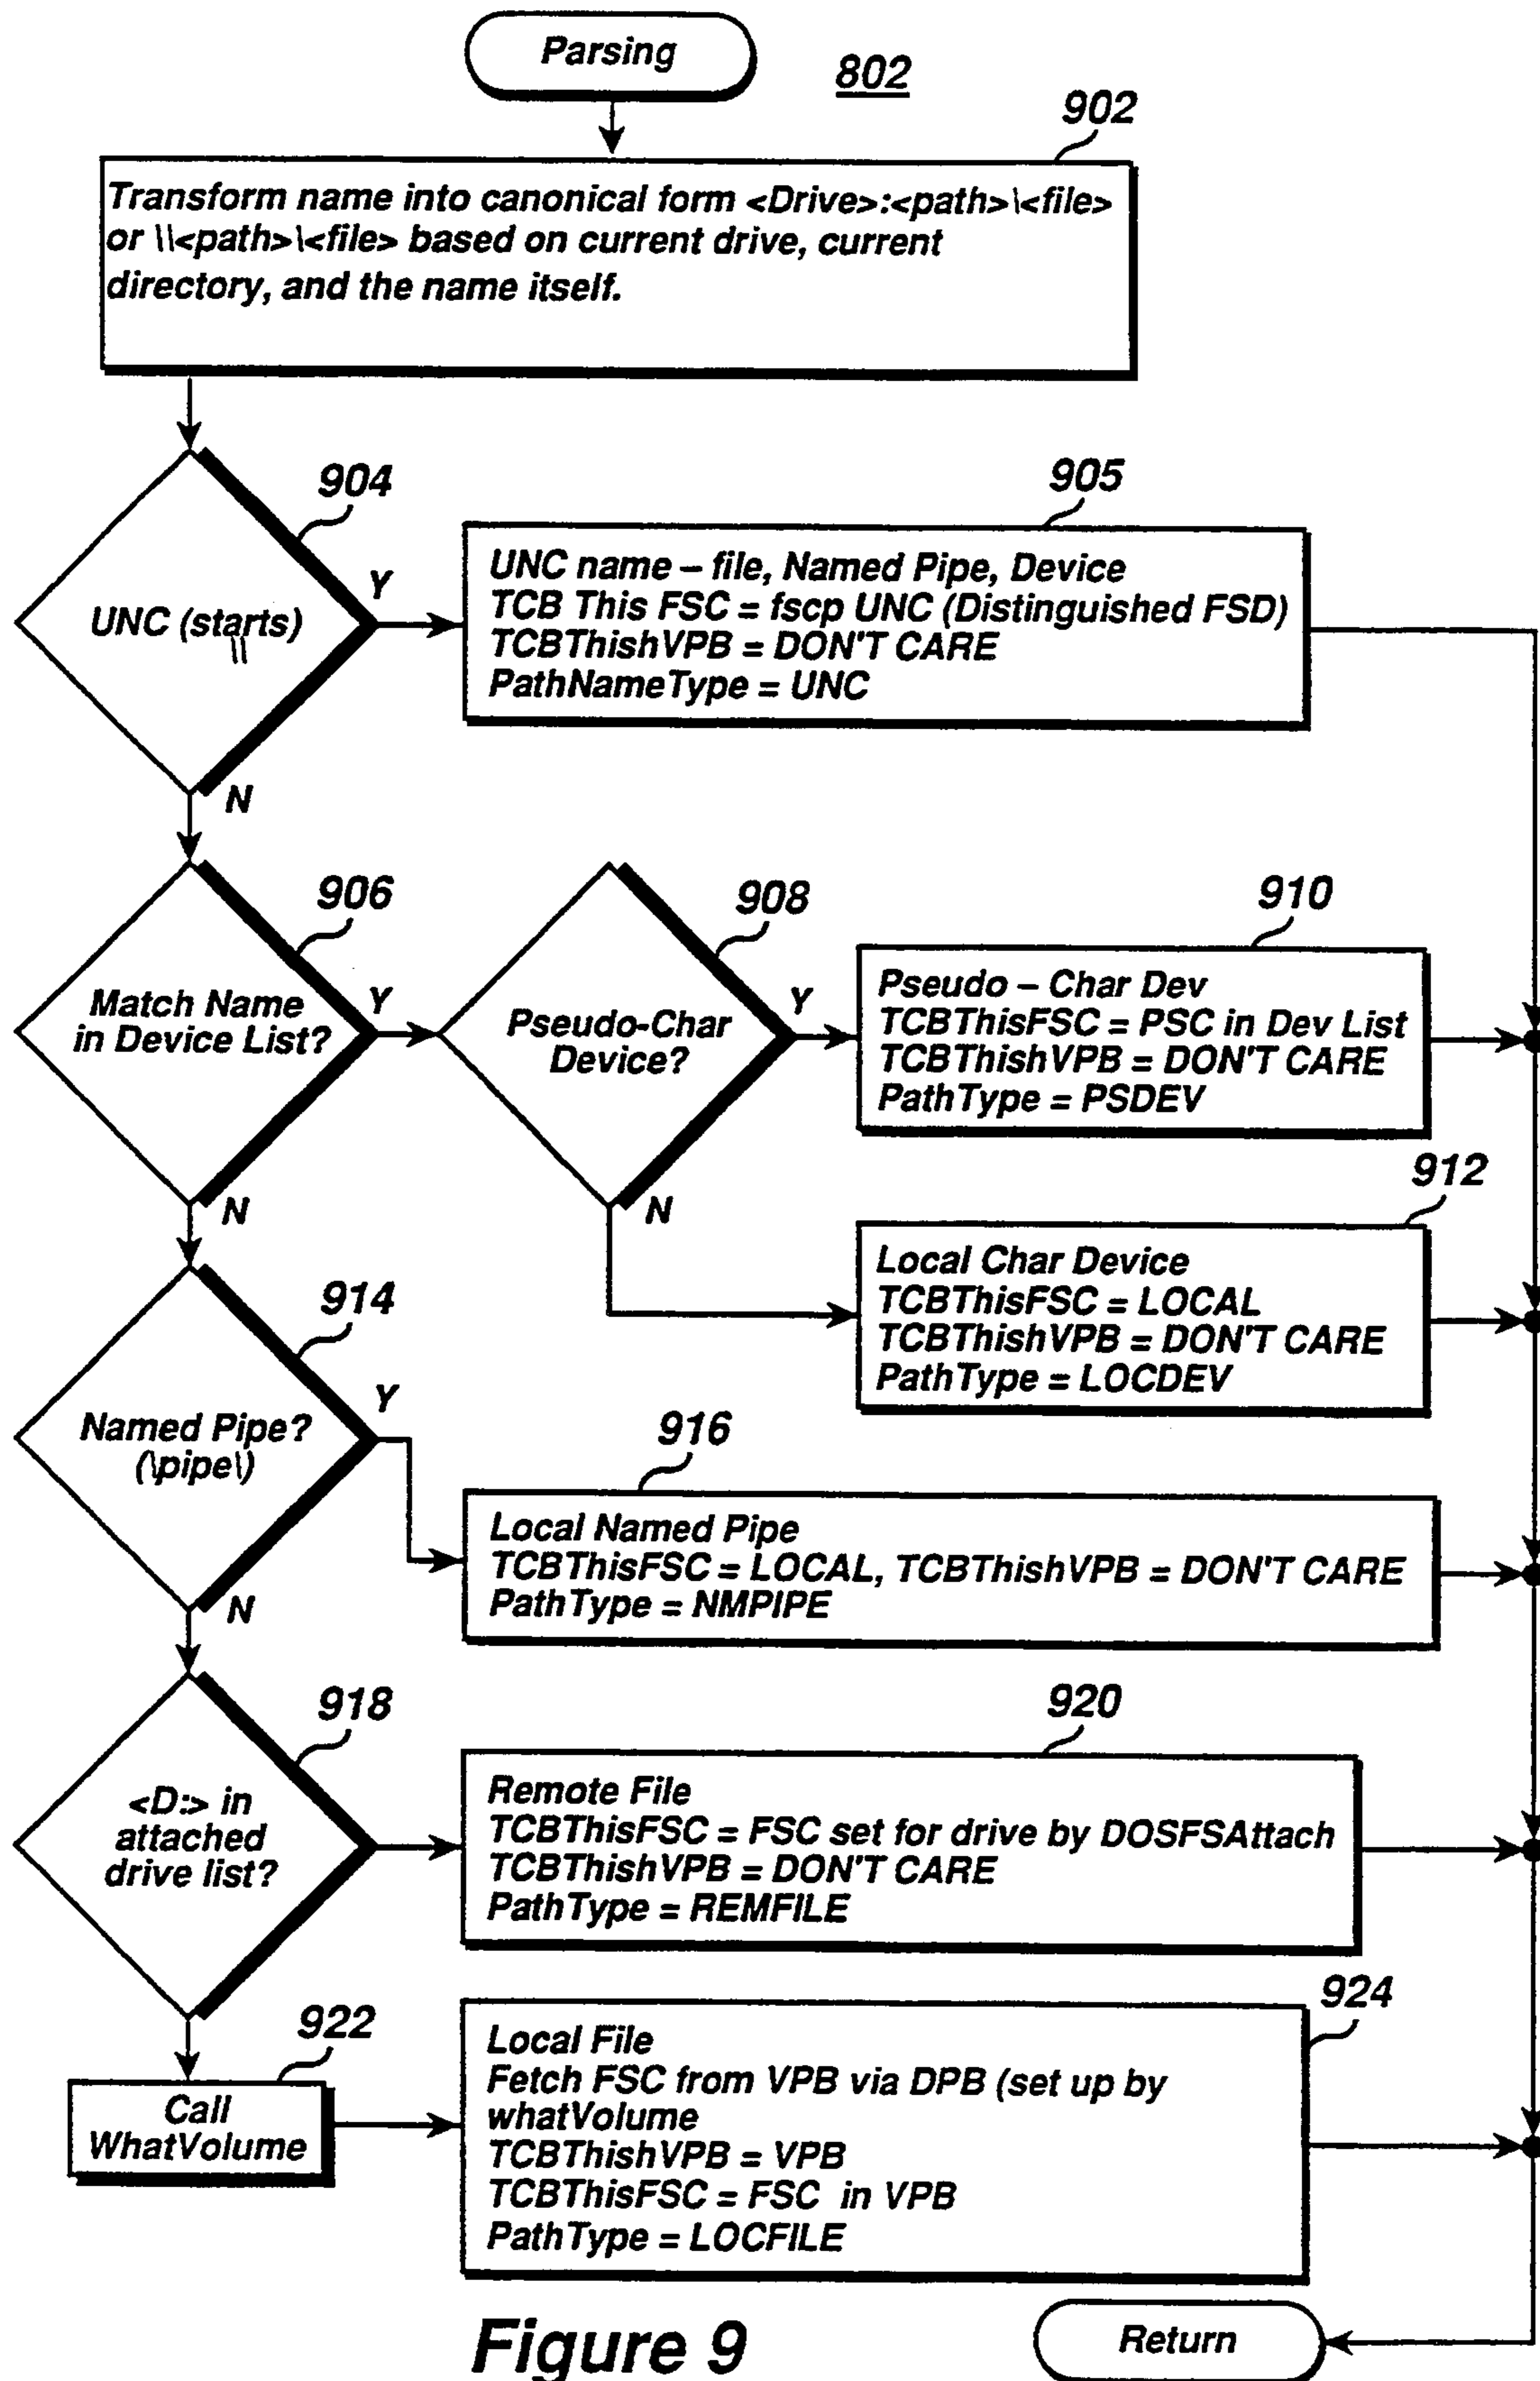 Parsing
802
902
Transform name into canonical form <Drive>:<path>\<file>
or \\<path>\<file> based on current drive, current
directory, and the name itself.
904
UNC (starts)
\\
Y
N
905
UNC name – file, Named Pipe, Device
TCB This FSC = fscp UNC (Distinguished FSD)
TCBThishVPB = DON'T CARE
PathNameType = UNC
906
Match Name
in Device List?
Y
N
908
Pseudo-Char
Device?
Y
N
910
Pseudo – Char Dev
TCBThisFSC = PSC in Dev List
TCBThishVPB = DON'T CARE
PathType = PSDEV
912
Local Char Device
TCBThisFSC = LOCAL
TCBThishVPB = DON'T CARE
PathType = LOCDEV
914
Named Pipe?
(\pipe\)
Y
N
916
Local Named Pipe
TCBThisFSC = LOCAL, TCBThishVPB = DON'T CARE
PathType = NMPIPE
918
<D:> in
attached
drive list?
920
Remote File
TCBThisFSC = FSC set for drive by DOSFSAttach
TCBThishVPB = DON'T CARE
PathType = REMFILE
922
Call
WhatVolume
924
Local File
Fetch FSC from VPB via DPB (set up by
whatVolume
TCBThishVPB = VPB
TCBThisFSC = FSC in VPB
PathType = LOCFILE
Return
Figure 9